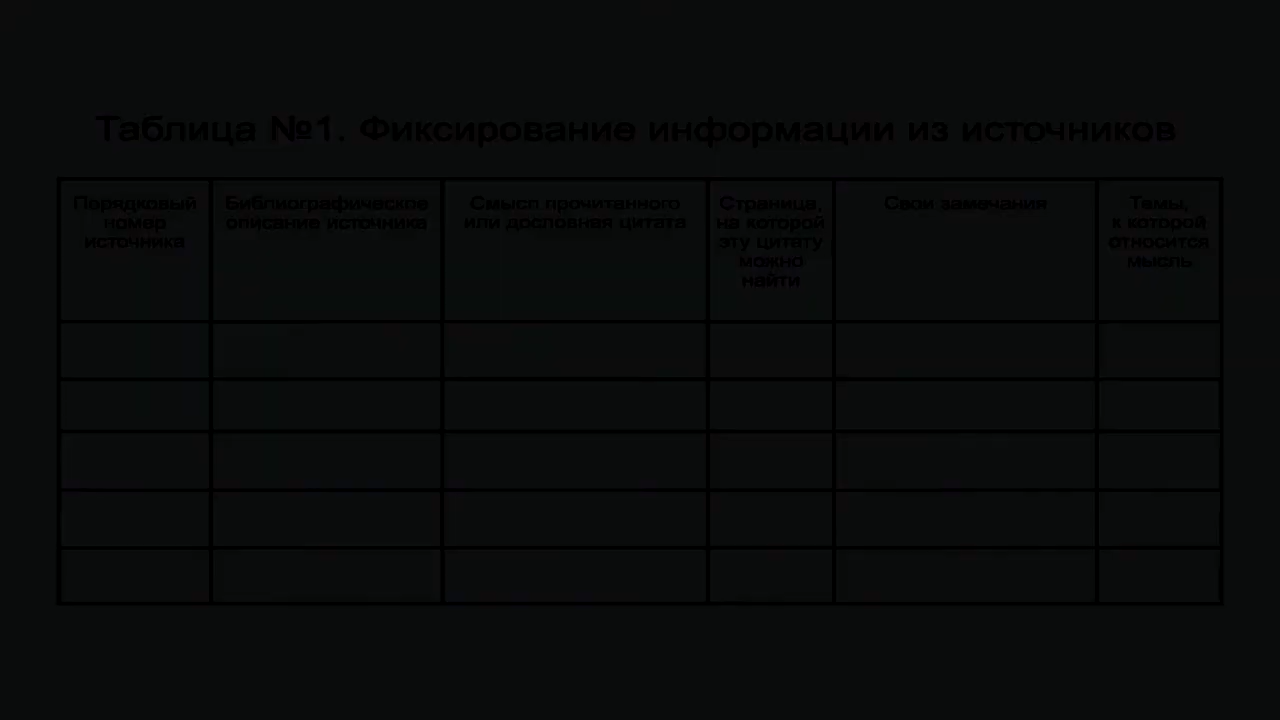 Таблица №1. Фиксирование информации из источников
Порядковый
номер
источника
Библиографическое
описание источника
Смысл прочитанного
или дословная цитата
Страница,
на которой
эту цитату
можно
найти
Свои замечания
Темы,
к которой
относится
мысль